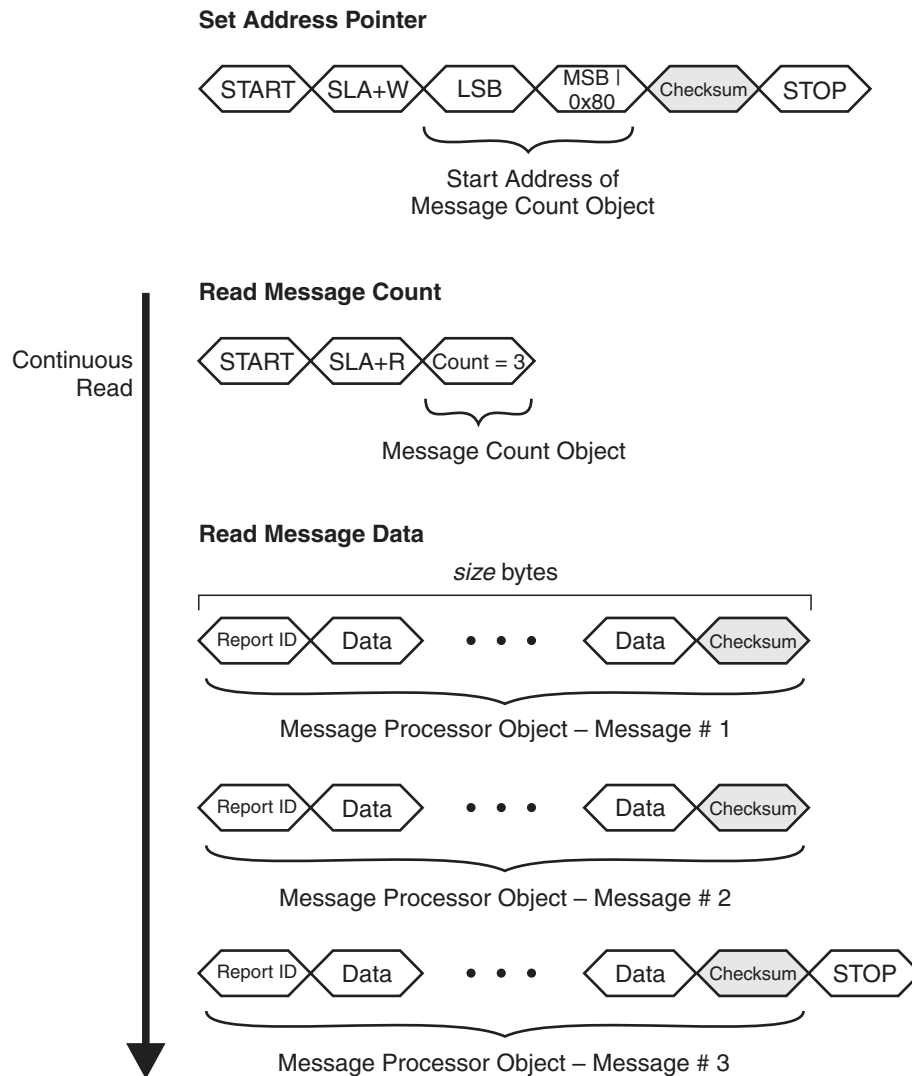 Set Address Pointer
START SLA+W LSB MSB | 0x80 Checksum STOP
Start Address of
Message Count Object
Read Message Count
Continuous
Read
START SLA+R Count = 3
Message Count Object
Read Message Data
size bytes
Report ID Data • • • Data Checksum
Message Processor Object – Message # 1
Report ID Data • • • Data Checksum
Message Processor Object – Message # 2
Report ID Data • • • Data Checksum STOP
Message Processor Object – Message # 3